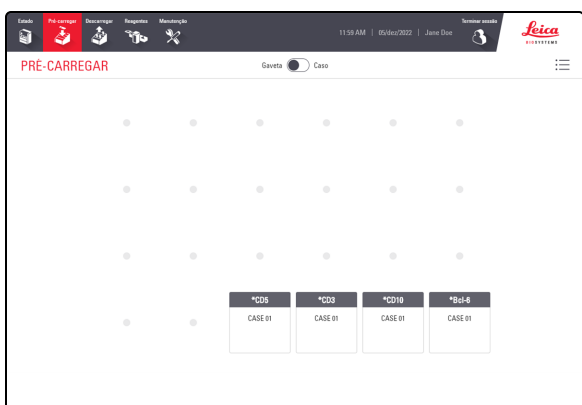 Estado Pré-carregar Descarregar Reagentes Manutenção
11:59 AM | 05/dez/2022 | Jane Doe Terminar sessão
Leica
BIOSYSTEMS
PRÉ-CARREGAR Gaveta Caso
*CD5 *CD3 *CD10 *Bcl-6
CASE 01 CASE 01 CASE 01 CASE 01